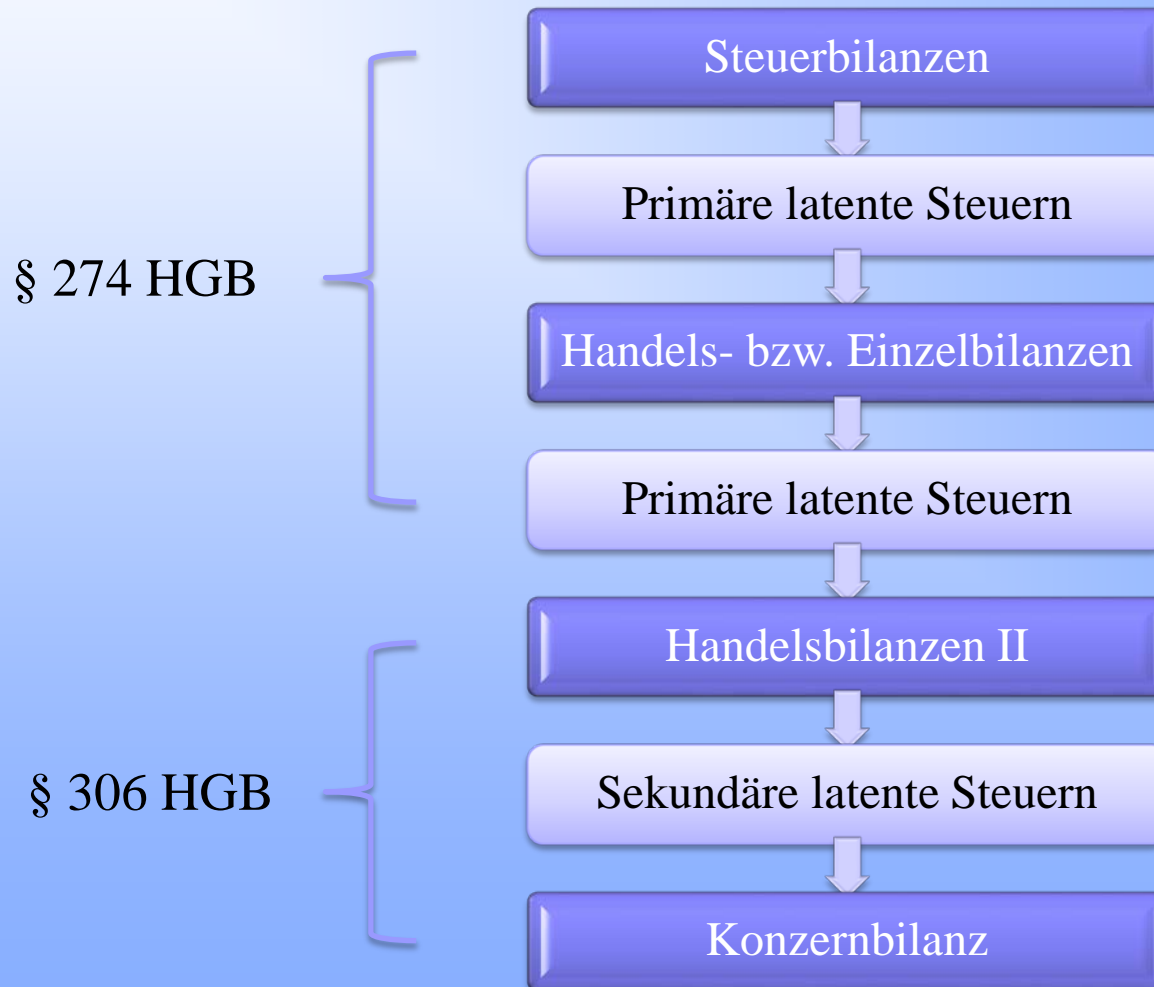 Steuerbilanzen
Primäre latente Steuern
§ 274 HGB
Handels- bzw. Einzelbilanzen
Primäre latente Steuern
Handelsbilanzen II
§ 306 HGB
Sekundäre latente Steuern
Konzernbilanz